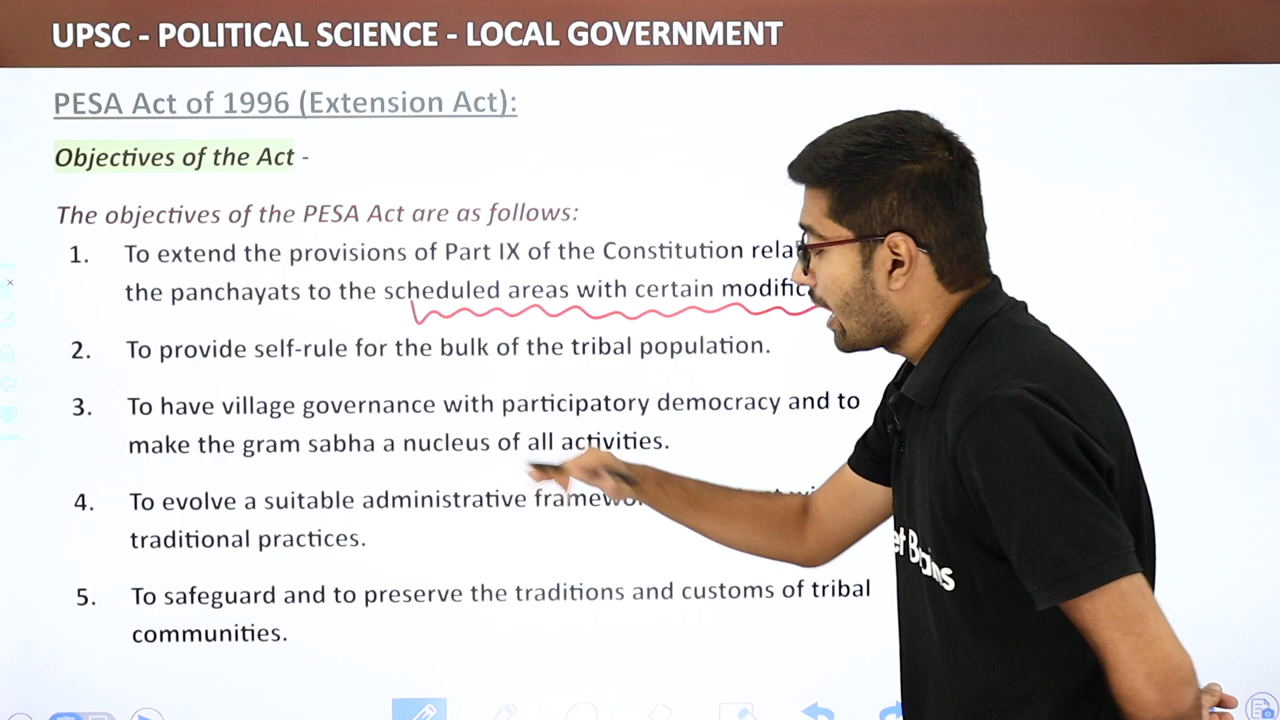 UPSC - POLITICAL SCIENCE - LOCAL GOVERNMENT
PESA Act of 1996 (Extension Act):
Objectives of the Act -
The objectives of the PESA Act are as follows:
1. To extend the provisions of Part IX of the Constitution
the panchayats to the scheduled areas with certain
2. To provide self-rule for the bulk of the tribal population.
3. To have village governance with participatory democracy and to
make the gram sabha a nucleus of all activities.
4. To evolve a suitable administrative
traditional practices.
5. To safeguard and to preserve the traditions and customs of tribal
communities.